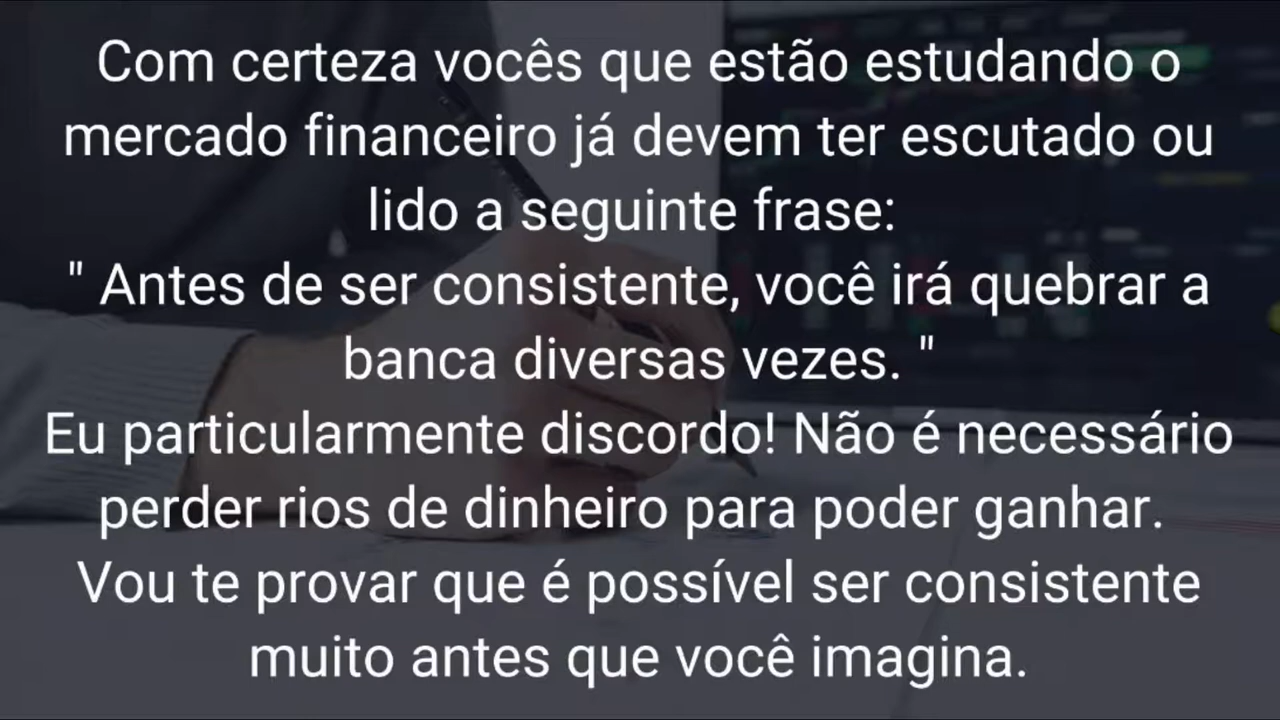 Com certeza vocês que estão estudando o
mercado financeiro já devem ter escutado ou
lido a seguinte frase:
" Antes de ser consistente, você irá quebrar a
banca diversas vezes. "
Eu particularmente discordo! Não é necessário
perder rios de dinheiro para poder ganhar.
Vou te provar que é possível ser consistente
muito antes que você imagina.